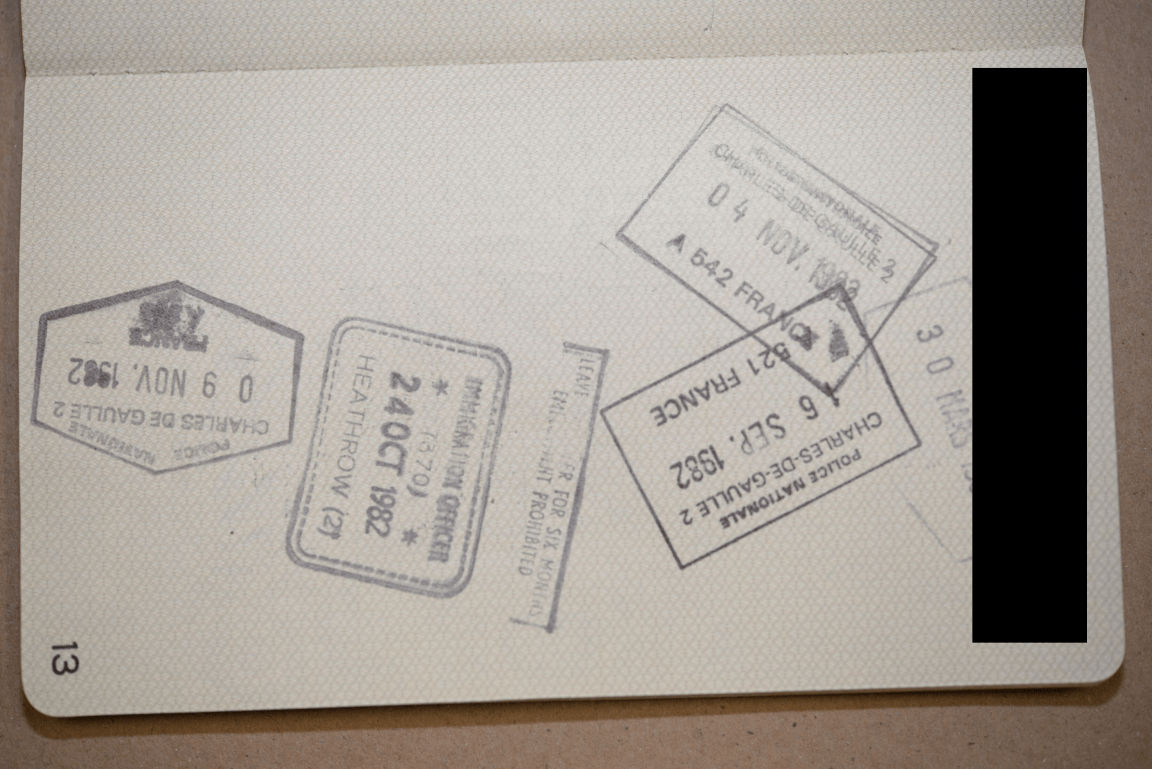 FRANCE
0 9 NOV. 1982
CHARLES DE GAULLE 2
POLICE
NATIONALE
IMMIGRATION OFFICER
* (370) *
24 OCT 1982
HEATHROW (2)
LEAVE
FOR SIX MONTHS
PROHIBITED
POLICE NATIONALE
CHARLES-DE-GAULLE 2
0 4 NOV.
A 542 FRANCE
POLICE NATIONALE
CHARLES-DE-GAULLE 2
6 SEP. 1982
521 FRANCE
3 0 MARS
13